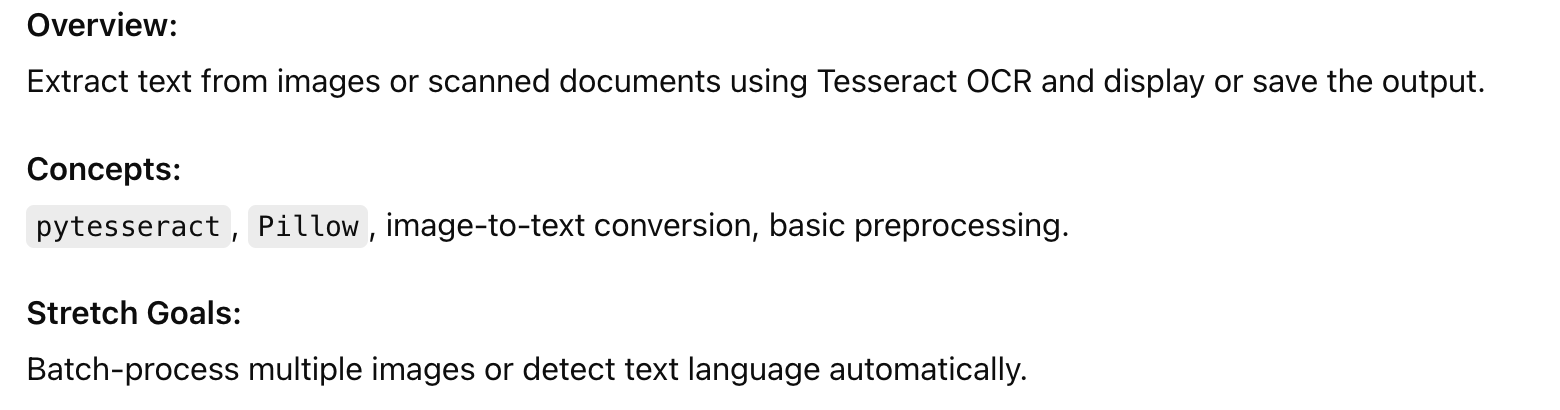 Overview:
Extract text from images or scanned documents using Tesseract OCR and display or save the output.
Concepts:
pytesseract, Pillow, image-to-text conversion, basic preprocessing.
Stretch Goals:
Batch-process multiple images or detect text language automatically.